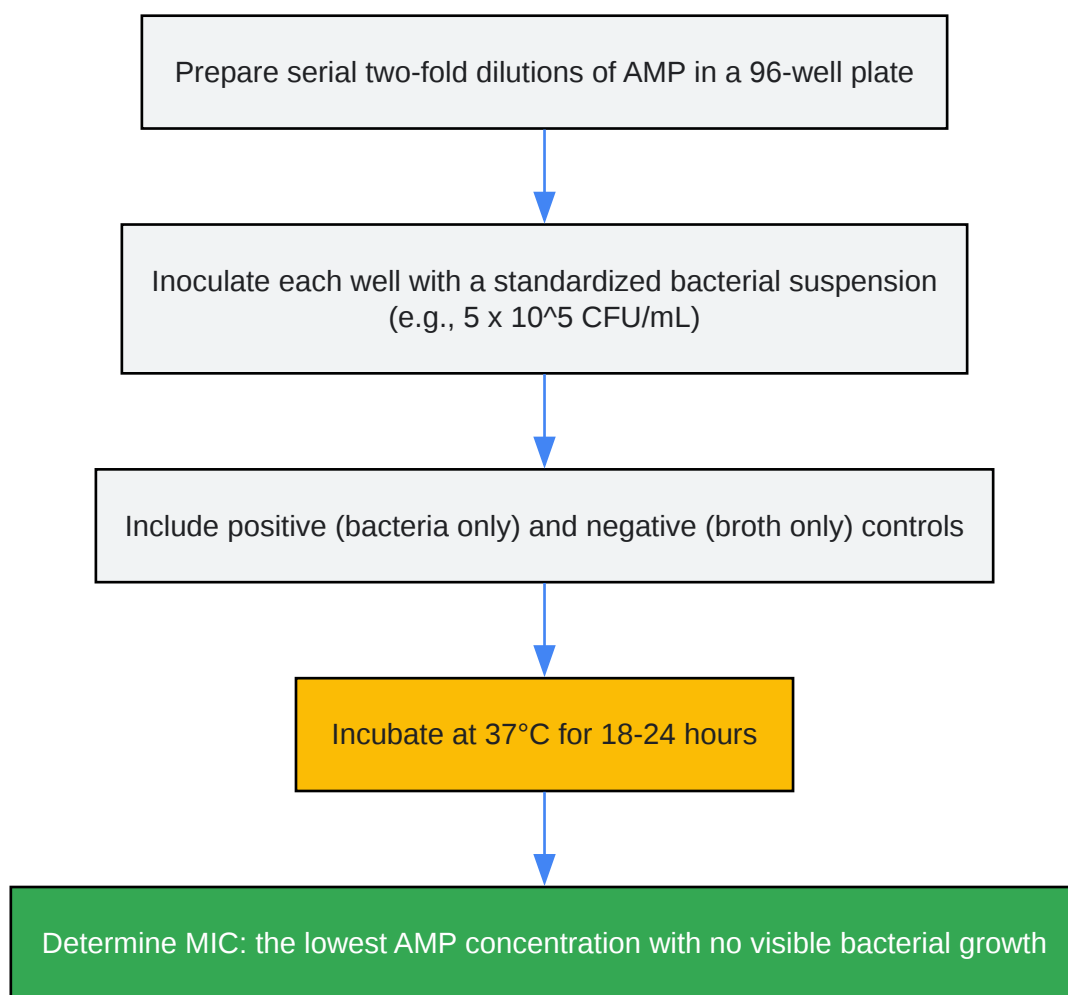 Prepare serial two-fold dilutions of AMP in a 96-well plate
Inoculate each well with a standardized bacterial suspension
(e.g., 5 x 10^5 CFU/mL)
Include positive (bacteria only) and negative (broth only) controls
Incubate at 37°C for 18-24 hours
Determine MIC: the lowest AMP concentration with no visible bacterial growth